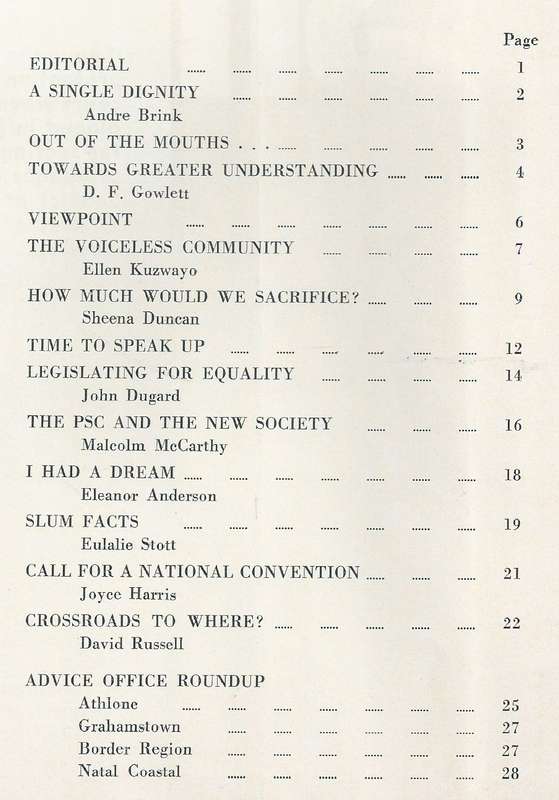 Page
EDITORIAL ...... ...... ...... ...... ...... ...... ...... 1
A SINGLE DIGNITY ...... ...... ...... ...... ...... ...... 2
Andre Brink
OUT OF THE MOUTHS . . . ...... ...... ...... ...... ...... 3
TOWARDS GREATER UNDERSTANDING ...... ...... ...... 4
D. F. Gowlett
VIEWPOINT ...... ...... ...... ...... ...... ...... ...... 6
THE VOICELESS COMMUNITY ...... ...... ...... ...... 7
Ellen Kuzwayo
HOW MUCH WOULD WE SACRIFICE? ...... ...... ...... 9
Sheena Duncan
TIME TO SPEAK UP ...... ...... ...... ...... ...... ...... 12
LEGISLATING FOR EQUALITY ...... ...... ...... ...... 14
John Dugard
THE PSC AND THE NEW SOCIETY ...... ...... ...... 16
Malcolm McCarthy
I HAD A DREAM ...... ...... ...... ...... ...... ...... ...... 18
Eleanor Anderson
SLUM FACTS ...... ...... ...... ...... ...... ...... ...... 19
Eulalie Stott
CALL FOR A NATIONAL CONVENTION ...... ...... ...... 21
Joyce Harris
CROSSROADS TO WHERE? ...... ...... ...... ...... ...... 22
David Russell
ADVICE OFFICE ROUNDUP
Athlone ...... ...... ...... ...... ...... ...... ...... 25
Grahamstown ...... ...... ...... ...... ...... ...... 27
Border Region ...... ...... ...... ...... ...... ...... 27
Natal Coastal ...... ...... ...... ...... ...... ...... 28